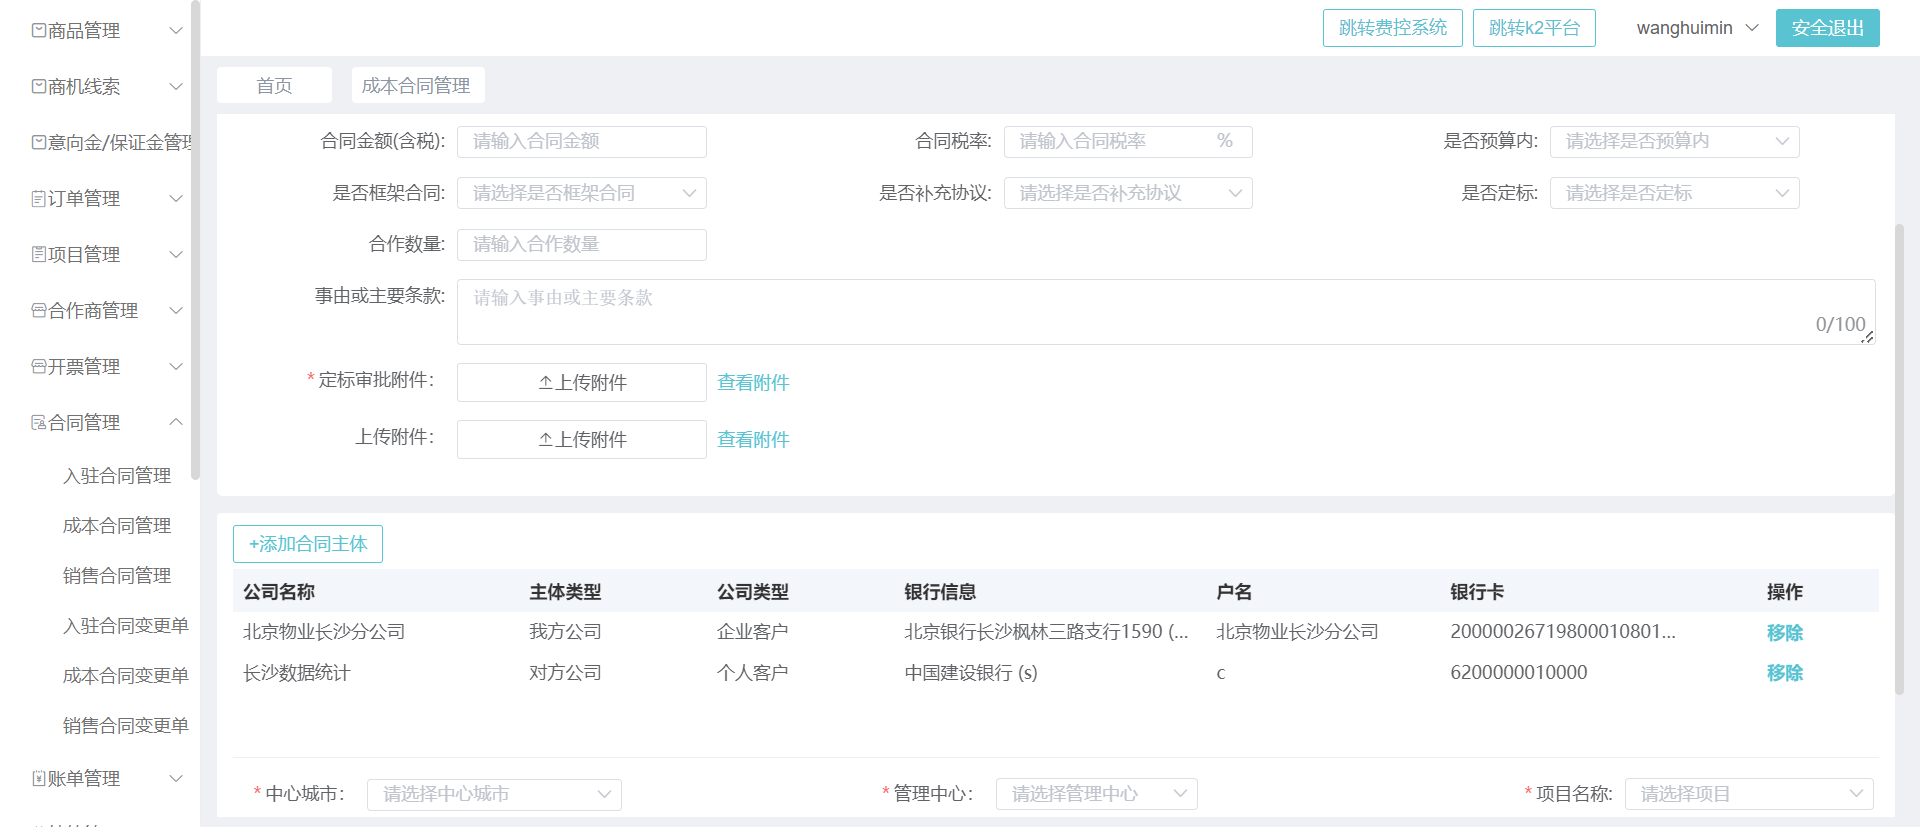 商品管理
商机线索
意向金/保证金管理
订单管理
项目管理
合作商管理
开票管理
合同管理
入驻合同管理
成本合同管理
销售合同管理
入驻合同变更单
成本合同变更单
销售合同变更单
账单管理
跳转费控系统 跳转k2平台 wanghuimin 安全退出
首页 成本合同管理
合同金额(含税): 请输入合同金额 合同税率: 请输入合同税率 % 是否预算内: 请选择是否预算内
是否框架合同: 请选择是否框架合同 是否补充协议: 请选择是否补充协议 是否定标: 请选择是否定标
合作数量: 请输入合作数量
事由或主要条款: 请输入事由或主要条款
0/100
*定标审批附件: 上传附件 查看附件
上传附件: 上传附件 查看附件
+添加合同主体
公司名称 主体类型 公司类型 银行信息 户名 银行卡 操作
北京物业长沙分公司 我方公司 企业客户 北京银行长沙枫林三路支行1590 (... 北京物业长沙分公司 20000026719800010801... 移除
长沙数据统计 对方公司 个人客户 中国建设银行 (s) c 6200000010000 移除
*中心城市: 请选择中心城市 *管理中心: 请选择管理中心 *项目名称: 请选择项目